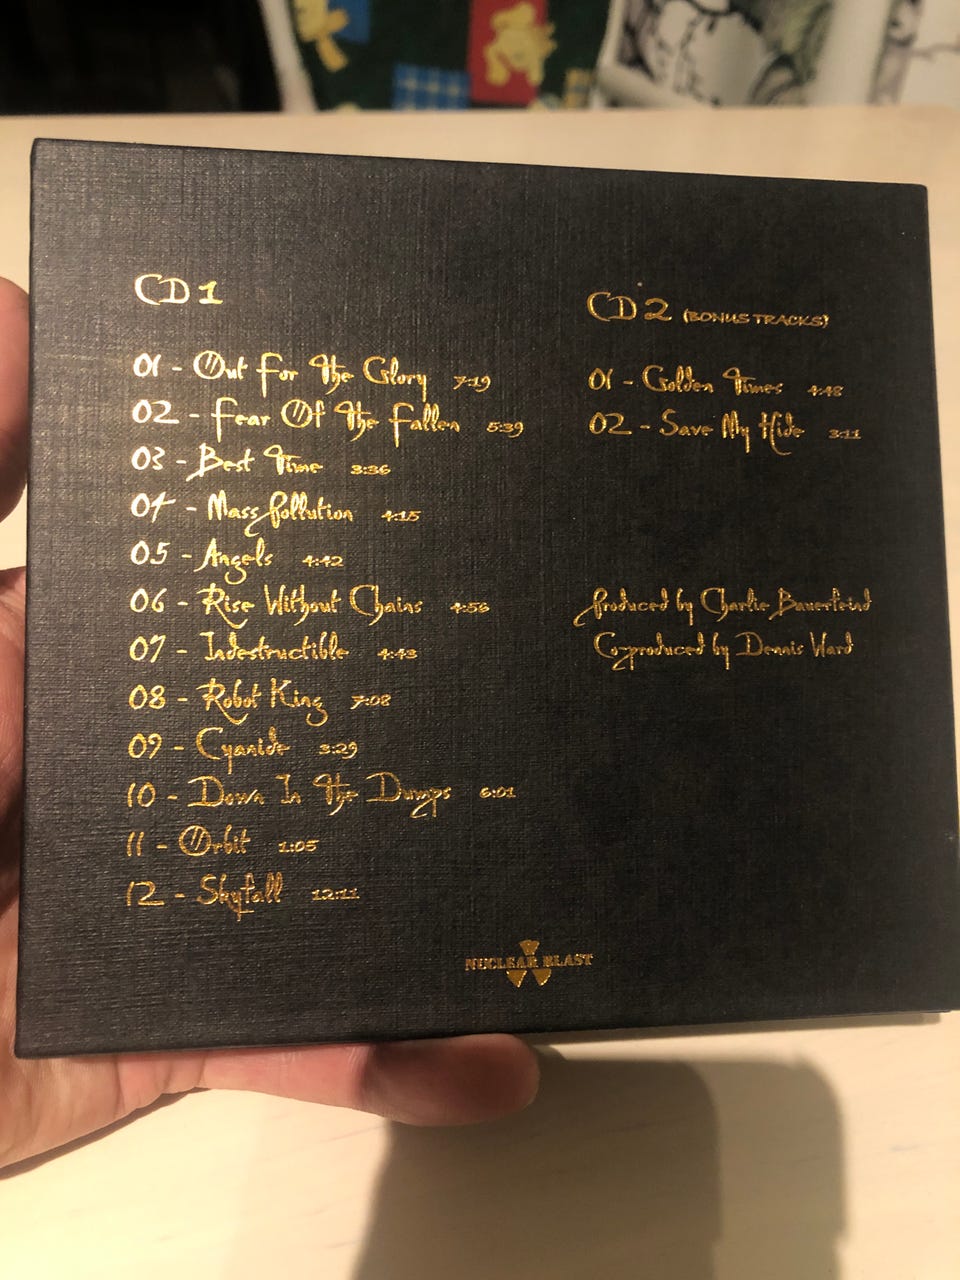 CD 1
01 - Out For The Glory 7:19
02 - Fear Of The Fallen 5:39
03 - Best Time 3:36
04 - Mass Pollution 4:15
05 - Angels 4:42
06 - Rise Without Chains 4:56
07 - Indestructible 4:43
08 - Robot King 7:08
09 - Cyanide 3:29
10 - Down In The Dumps 6:01
11 - Orbit 1:05
12 - Skyfall 12:11
CD 2 (BONUS TRACKS)
01 - Golden Times 4:48
02 - Save My Hide 3:11
Produced by Charlie Bauerfeind
Co-produced by Dennis Ward
NUCLEAR BLAST